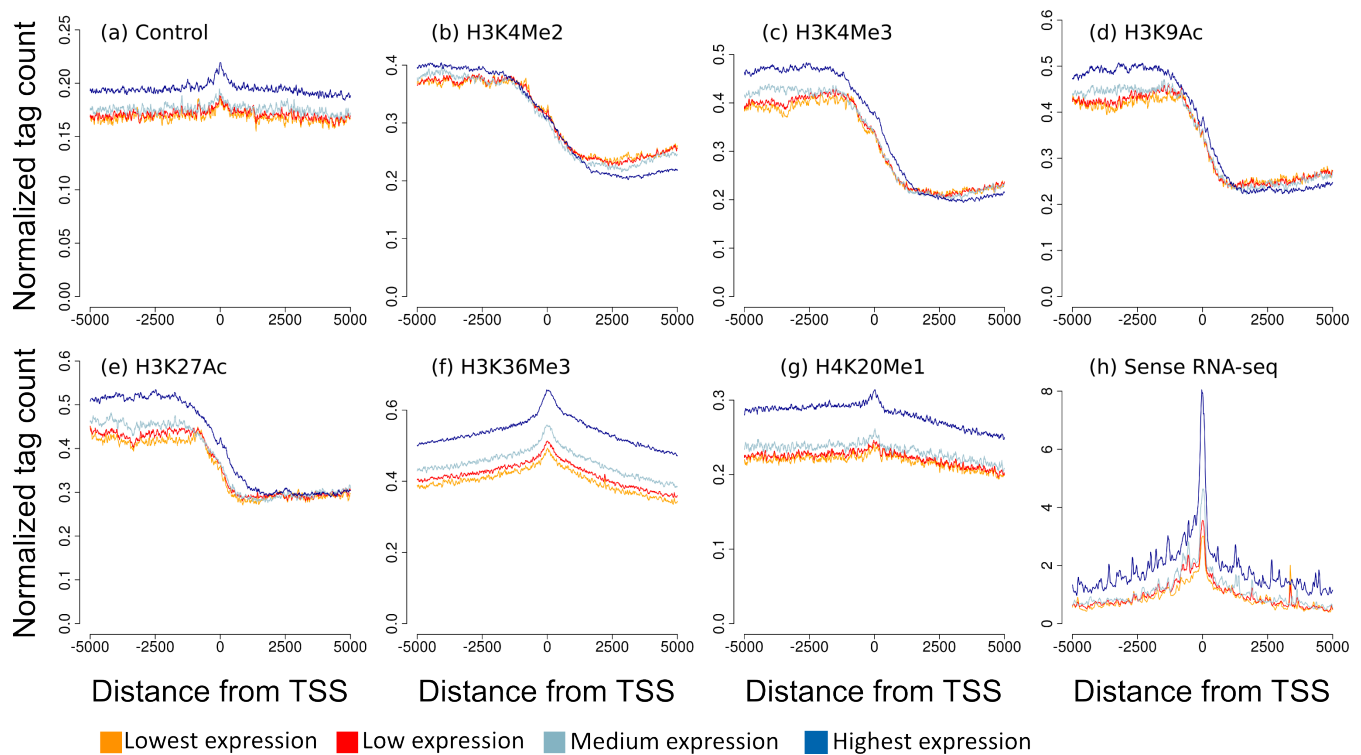 Normalized tag count
(a) Control
0.00 0.05 0.10 0.15 0.20 0.25
-5000 -2500 0 2500 5000
(b) H3K4Me2
0.0 0.1 0.2 0.3 0.4
-5000 -2500 0 2500 5000
(c) H3K4Me3
0.0 0.1 0.2 0.3 0.4 0.5
-5000 -2500 0 2500 5000
(d) H3K9Ac
0.0 0.1 0.2 0.3 0.4 0.5 0.6
-5000 -2500 0 2500 5000
Normalized tag count
(e) H3K27Ac
0.0 0.1 0.2 0.3 0.4 0.5 0.6
-5000 -2500 0 2500 5000
(f) H3K36Me3
0.0 0.2 0.4 0.6
-5000 -2500 0 2500 5000
(g) H4K20Me1
0.0 0.1 0.2 0.3
-5000 -2500 0 2500 5000
(h) Sense RNA-seq
0 2 4 6 8
-5000 -2500 0 2500 5000
Distance from TSS Distance from TSS Distance from TSS Distance from TSS
Lowest expression Low expression Medium expression Highest expression